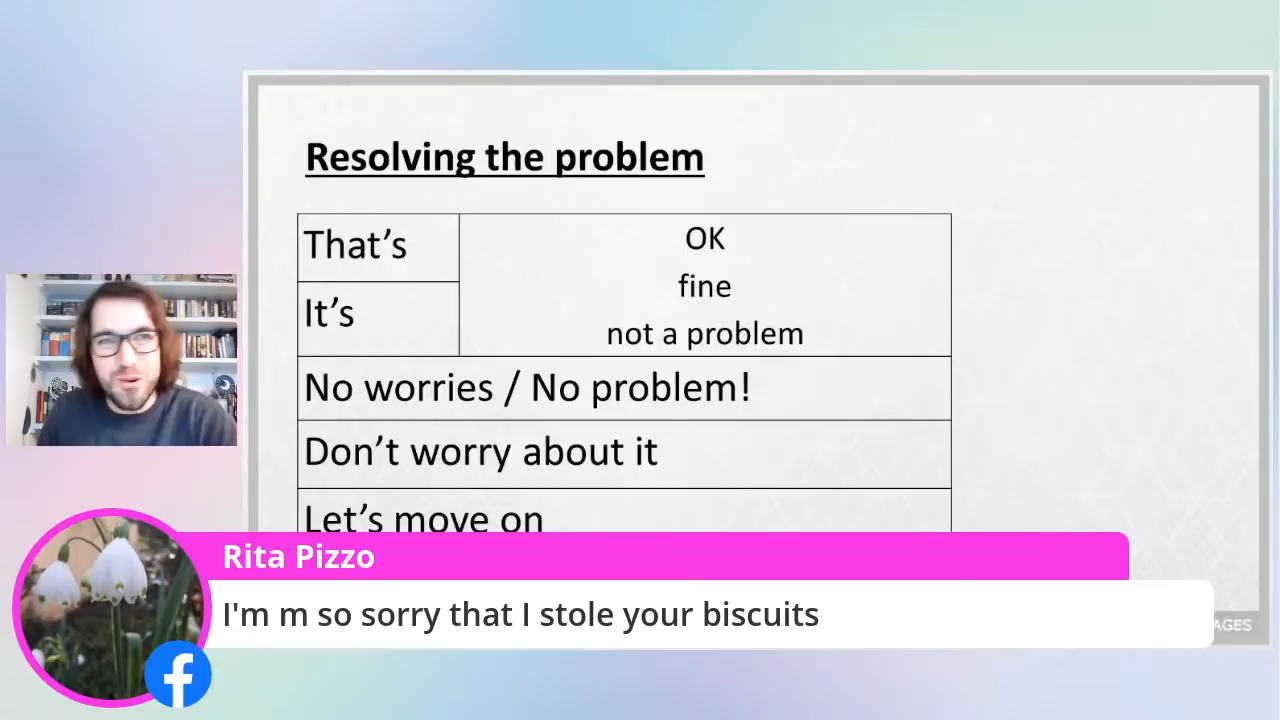 Resolving the problem
That's
It's
OK
fine
not a problem
No worries / No problem!
Don't worry about it
Let's move on
Rita Pizzo
I'm m so sorry that I stole your biscuits
AGES